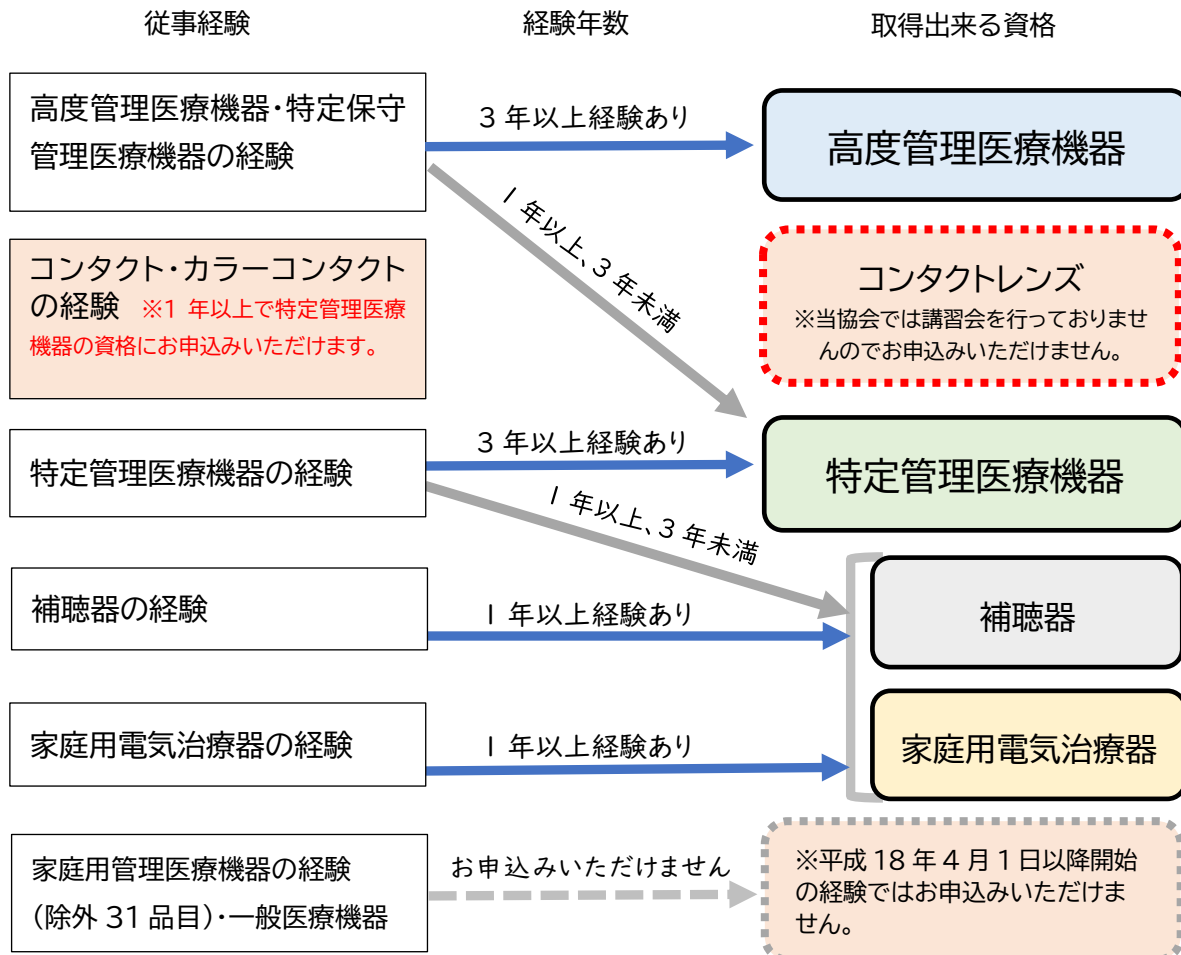 従事経験
経験年数
取得出来る資格
高度管理医療機器・特定保守
管理医療機器の経験
3 年以上経験あり
高度管理医療機器
1 年以上、3 年未満
コンタクト・カラーコンタクト
の経験 ※1 年以上で特定管理医療
機器の資格にお申込みいただけます。
コンタクトレンズ
※当協会では講習会を行っておりませ
んのでお申込みいただけません。
特定管理医療機器の経験
3 年以上経験あり
特定管理医療機器
1 年以上、3 年未満
補聴器の経験
1 年以上経験あり
補聴器
家庭用電気治療器の経験
1 年以上経験あり
家庭用電気治療器
家庭用管理医療機器の経験
(除外 31 品目)・一般医療機器
お申込みいただけません
※平成 18 年 4 月 1 日以降開始
の経験ではお申込みいただけま
せん。